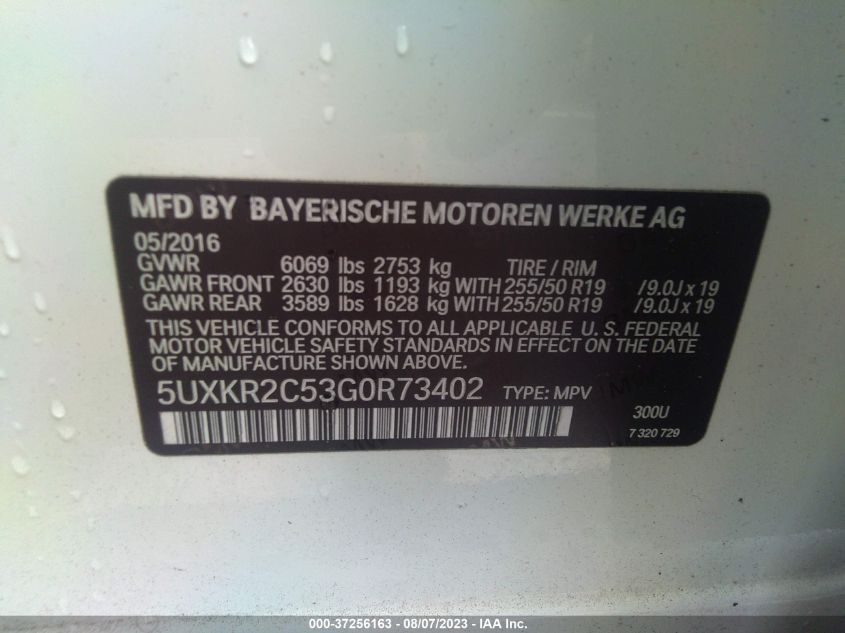 MFD BY BAYERISCHE MOTOREN WERKE AG
05/2016
GVWR 6069 lbs 2753 kg TIRE / RIM
GAWR FRONT 2630 lbs 1193 kg WITH 255/50 R19 /9.0J x 19
GAWR REAR 3589 lbs 1628 kg WITH 255/50 R19 /9.0J x 19
THIS VEHICLE CONFORMS TO ALL APPLICABLE U. S. FEDERAL
MOTOR VEHICLE SAFETY STANDARDS IN EFFECT ON THE DATE
OF MANUFACTURE SHOWN ABOVE.
5UXKR2C53G0R73402 TYPE: MPV
300U
7 320 729
000-37256163 - 08/07/2023 - IAA Inc.